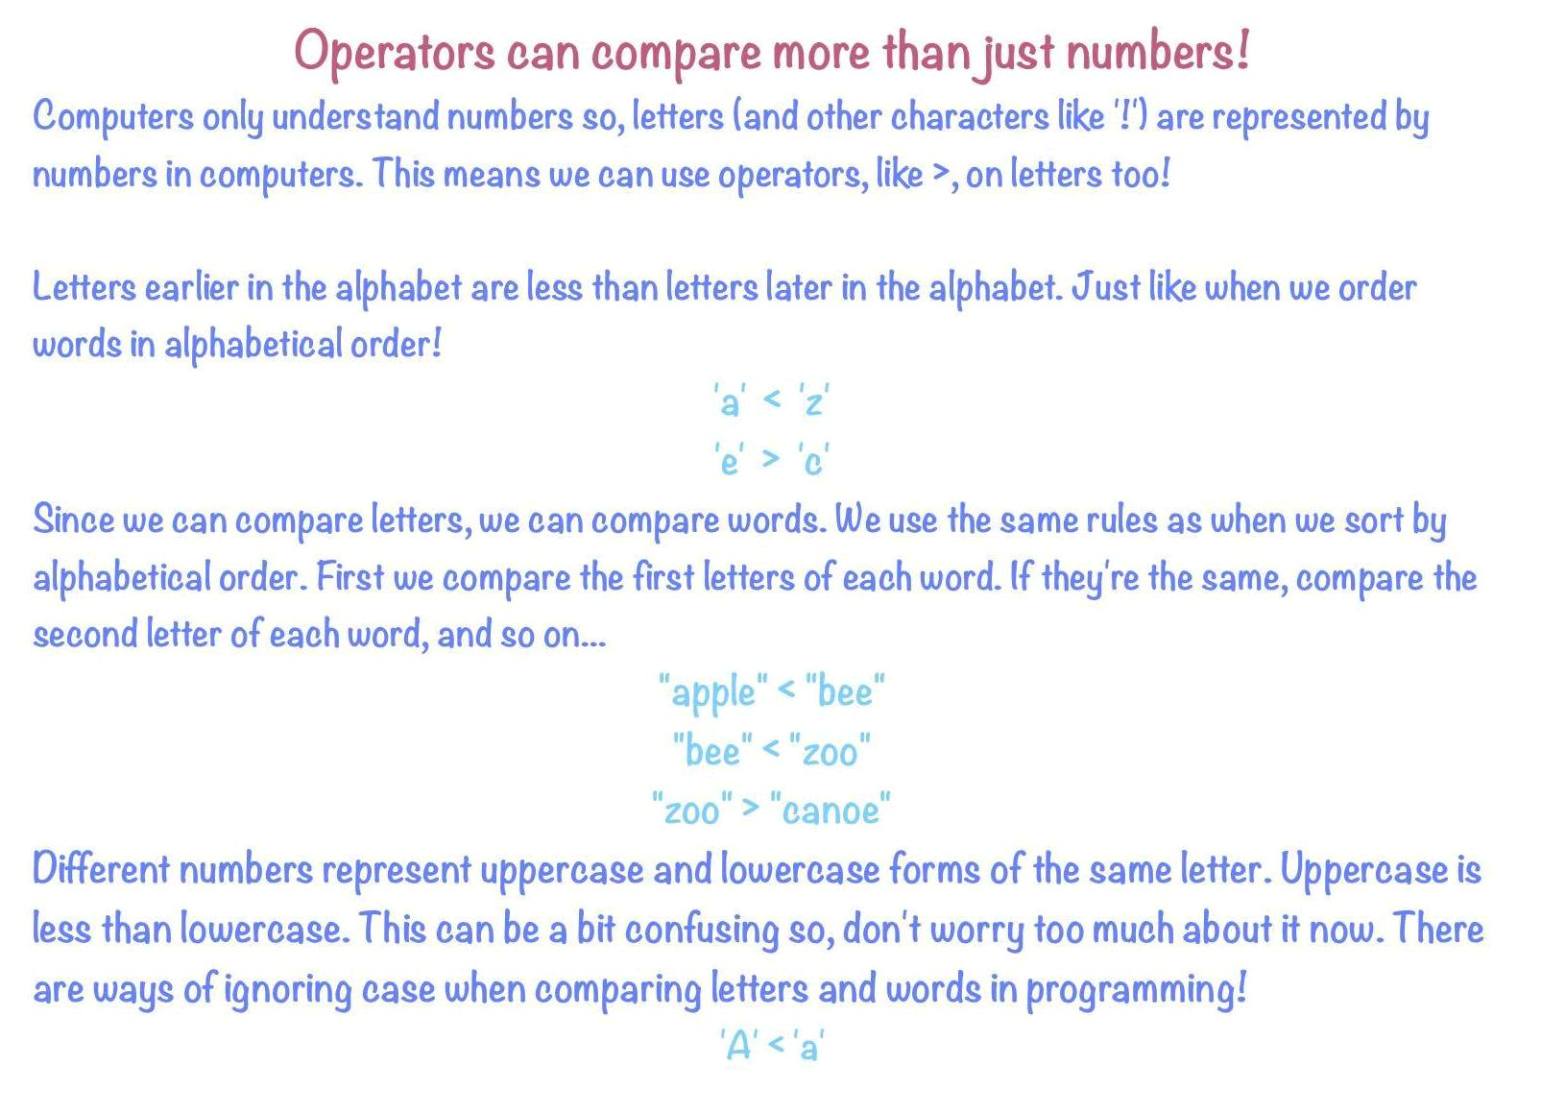 Operators can compare more than just numbers!
Computers only understand numbers so, letters (and other characters like '!') are represented by
numbers in computers. This means we can use operators, like >, on letters too!
Letters earlier in the alphabet are less than letters later in the alphabet. Just like when we order
words in alphabetical order!
'a' < 'z'
'e' > 'c'
Since we can compare letters, we can compare words. We use the same rules as when we sort by
alphabetical order. First we compare the first letters of each word. If they're the same, compare the
second letter of each word, and so on...
"apple" < "bee"
"bee" < "zoo"
"zoo" > "canoe"
Different numbers represent uppercase and lowercase forms of the same letter. Uppercase is
less than lowercase. This can be a bit confusing so, don't worry too much about it now. There
are ways of ignoring case when comparing letters and words in programming!
'A' < 'a'